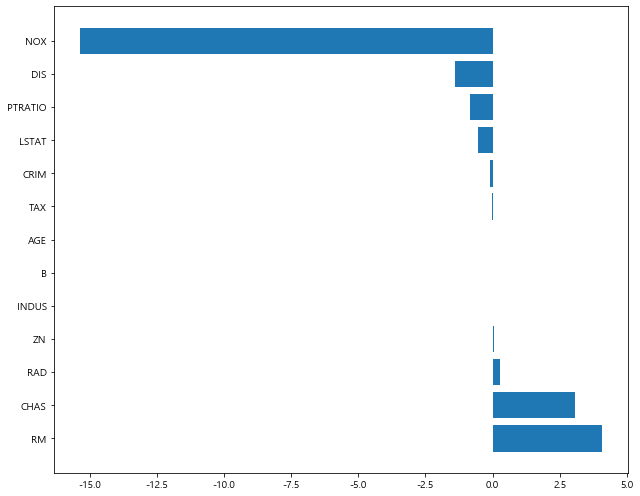 NOX
DIS
PTRATIO
LSTAT
CRIM
TAX
AGE
B
INDUS
ZN
RAD
CHAS
RM
-15.0 -12.5 -10.0 -7.5 -5.0 -2.5 0.0 2.5 5.0